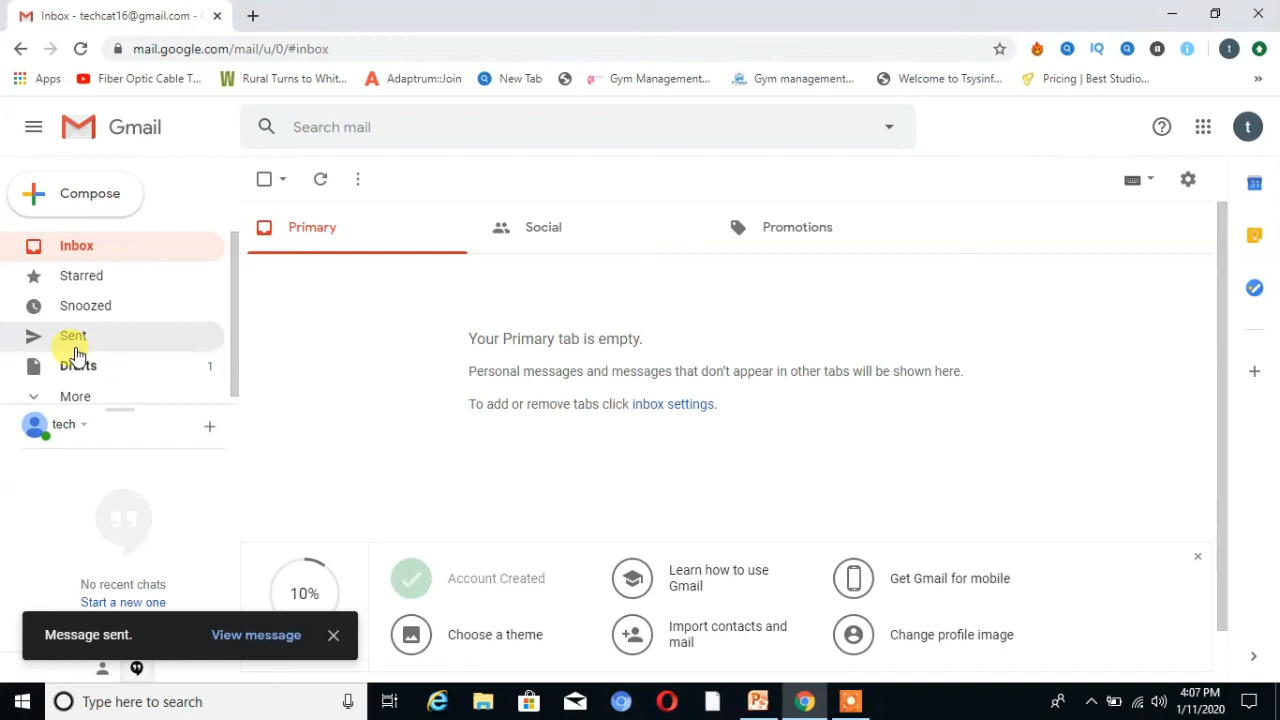 Inbox - techcat16@gmail.com -
mail.google.com/mail/u/0/#inbox
Apps
Fiber Optic Cable T...
Rural Turns to Whit...
Adaptrum::Join
New Tab
Gym Management...
Gym management...
Welcome to Tsysinf...
Pricing | Best Studio...
»
Gmail
Search mail
t
Compose
Inbox
Starred
Snoozed
Sent
Drafts 1
More
tech
No recent chats
Start a new one
Primary
Social
Promotions
Your Primary tab is empty.
Personal messages and messages that don't appear in other tabs will be shown here.
To add or remove tabs click inbox settings.
10%
Account Created
Learn how to use
Gmail
Get Gmail for mobile
Choose a theme
Import contacts and
mail
Change profile image
Message sent.
View message
Type here to search
4:07 PM
1/11/2020